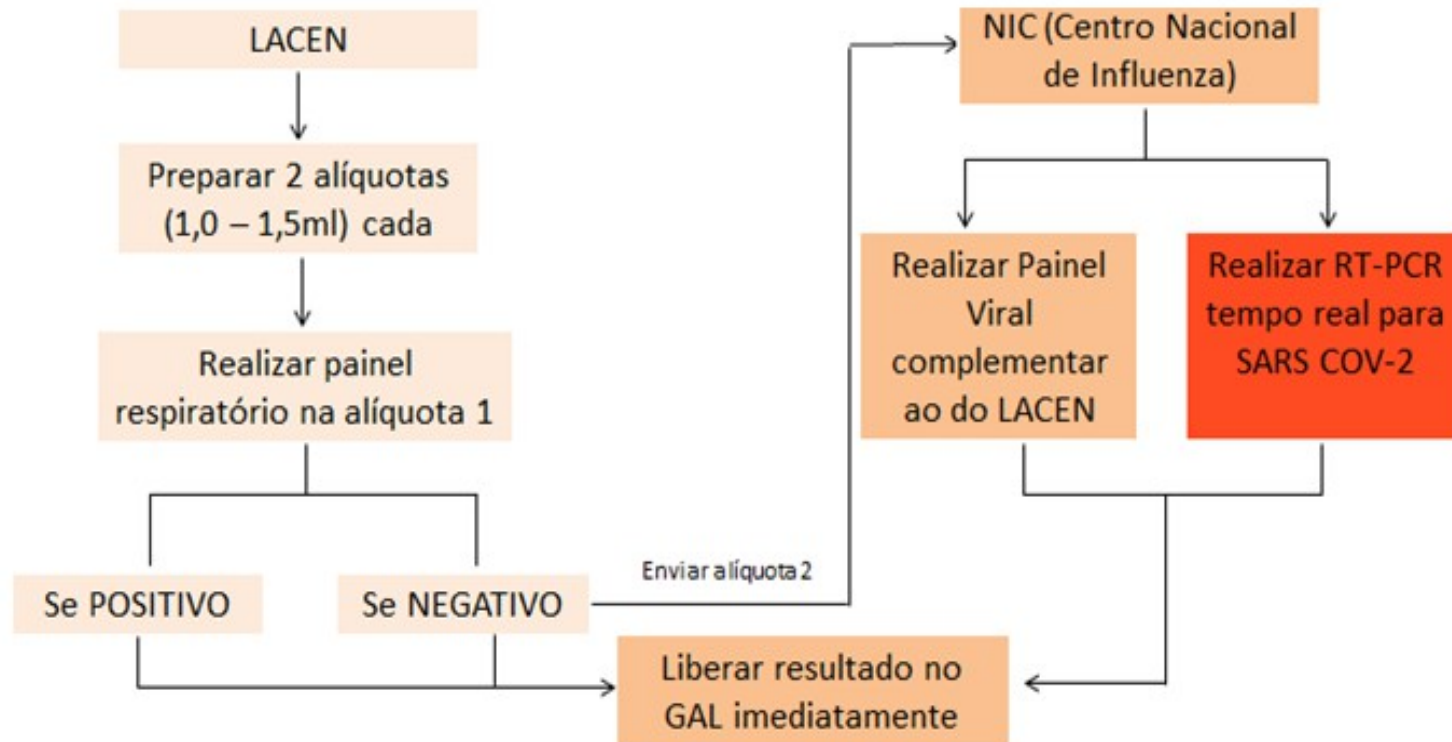 LACEN
Preparar 2 alíquotas
(1,0 – 1,5ml) cada
Realizar painel
respiratório na alíquota 1
Se POSITIVO
Se NEGATIVO
Enviar alíquota 2
NIC (Centro Nacional
de Influenza)
Realizar Painel
Viral
complementar
ao do LACEN
Realizar RT-PCR
tempo real para
SARS COV-2
Liberar resultado no
GAL imediatamente